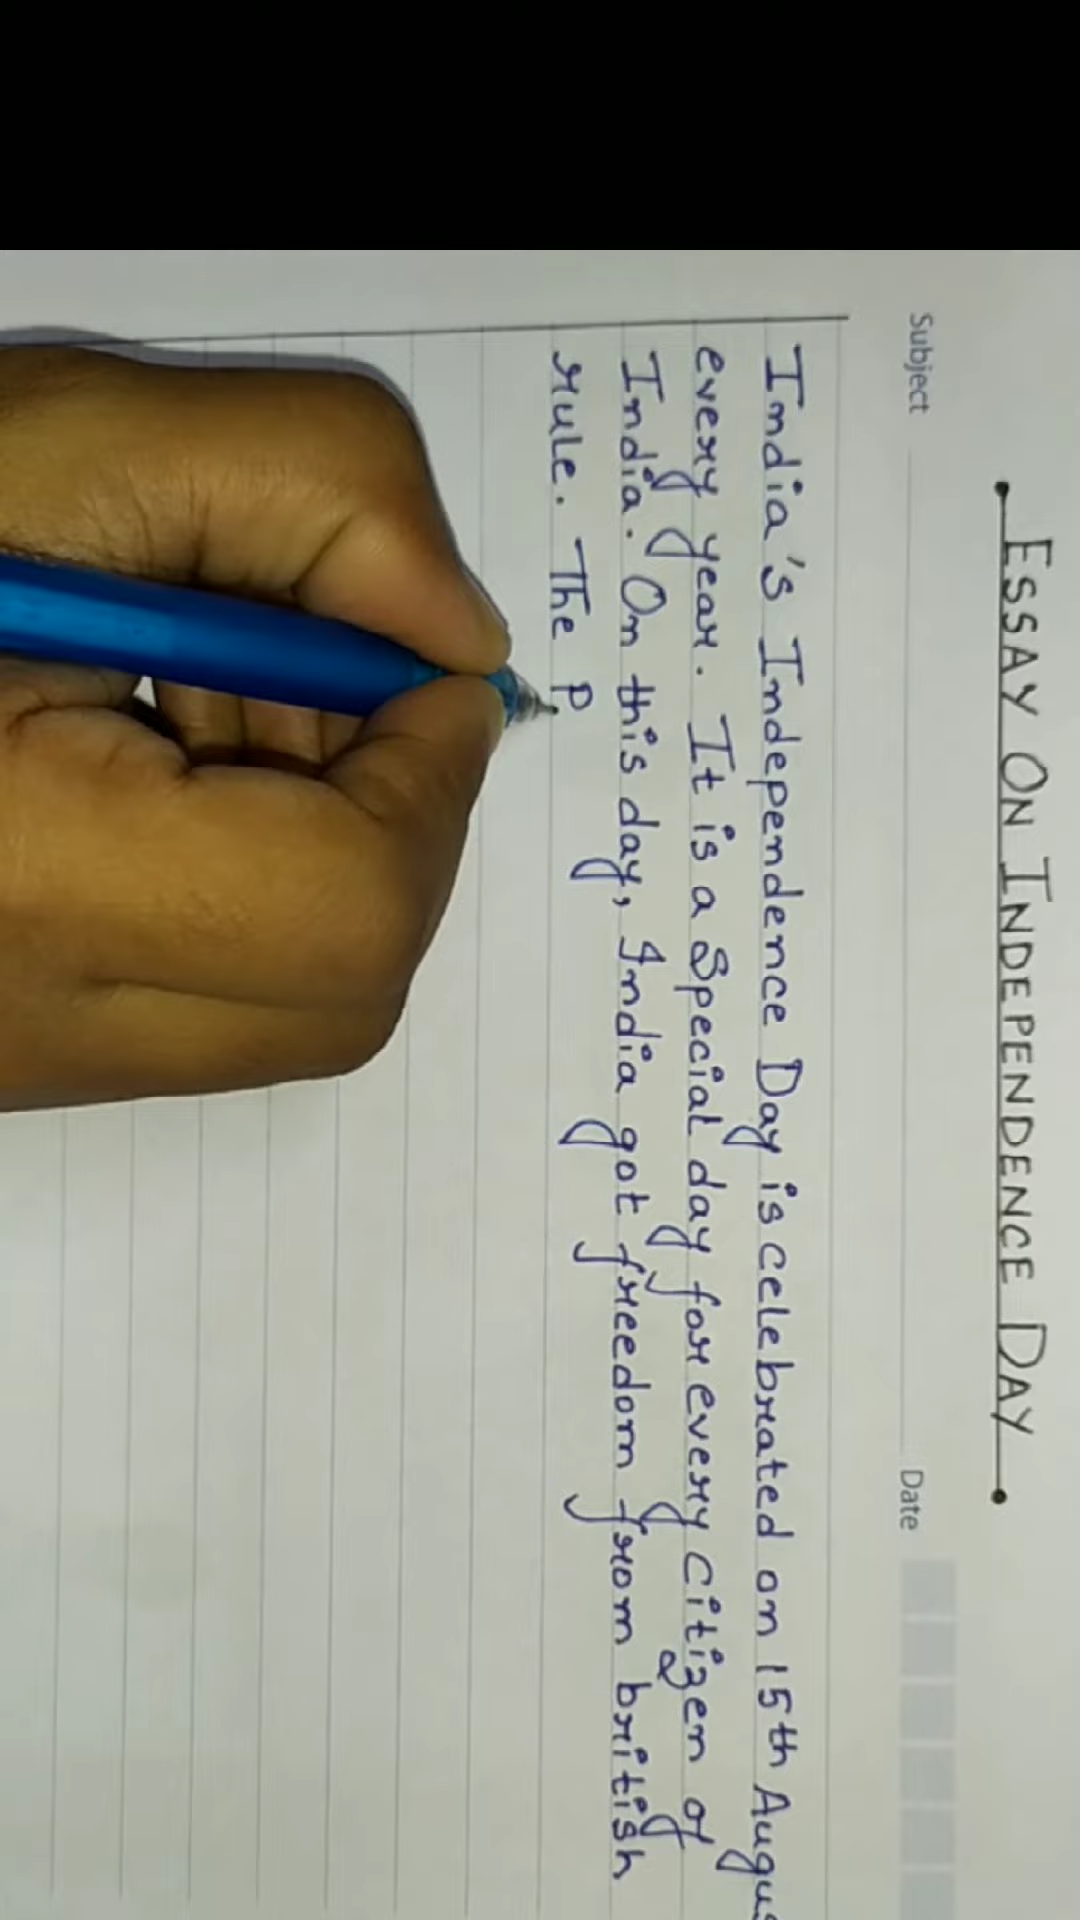 ESSAY ON INDEPENDENCE DAY
Subject
Date
India's Independence Day is celebrated on 15th Augus
every year. It is a Special day for every citizen of
India. On this day, India got freedom from british
rule. The P